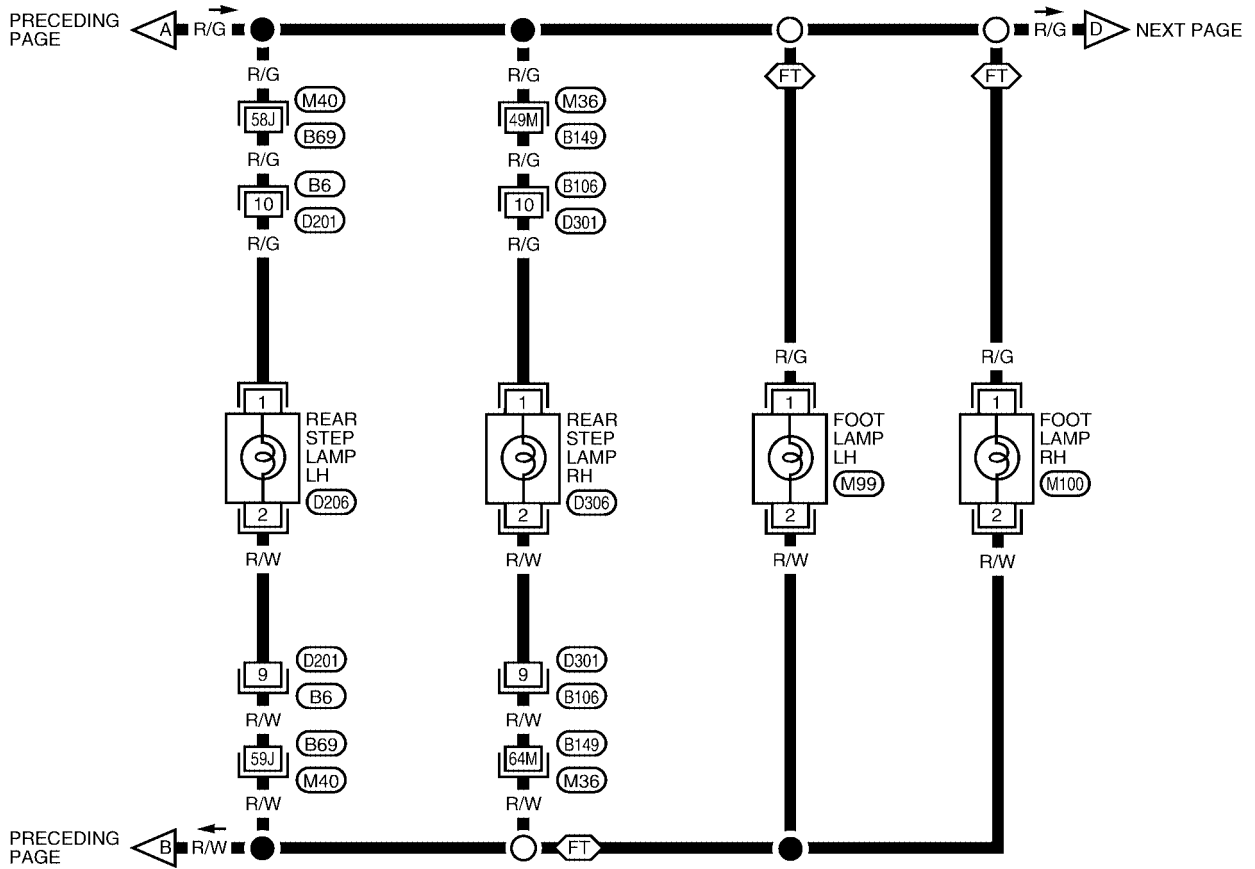 PRECEDING
PAGE
A
R/G
R/G
D
NEXT PAGE
R/G
R/G
FT
FT
58J
M40
B69
49M
M36
B149
R/G
R/G
10
B6
D201
10
B106
D301
R/G
R/G
R/G
R/G
1
1
1
1
REAR
STEP
LAMP
LH
D206
REAR
STEP
LAMP
RH
D306
FOOT
LAMP
LH
M99
FOOT
LAMP
RH
M100
2
2
2
2
R/W
R/W
R/W
R/W
9
D201
B6
9
D301
B106
R/W
R/W
59J
B69
M40
64M
B149
M36
R/W
R/W
PRECEDING
PAGE
B
R/W
FT